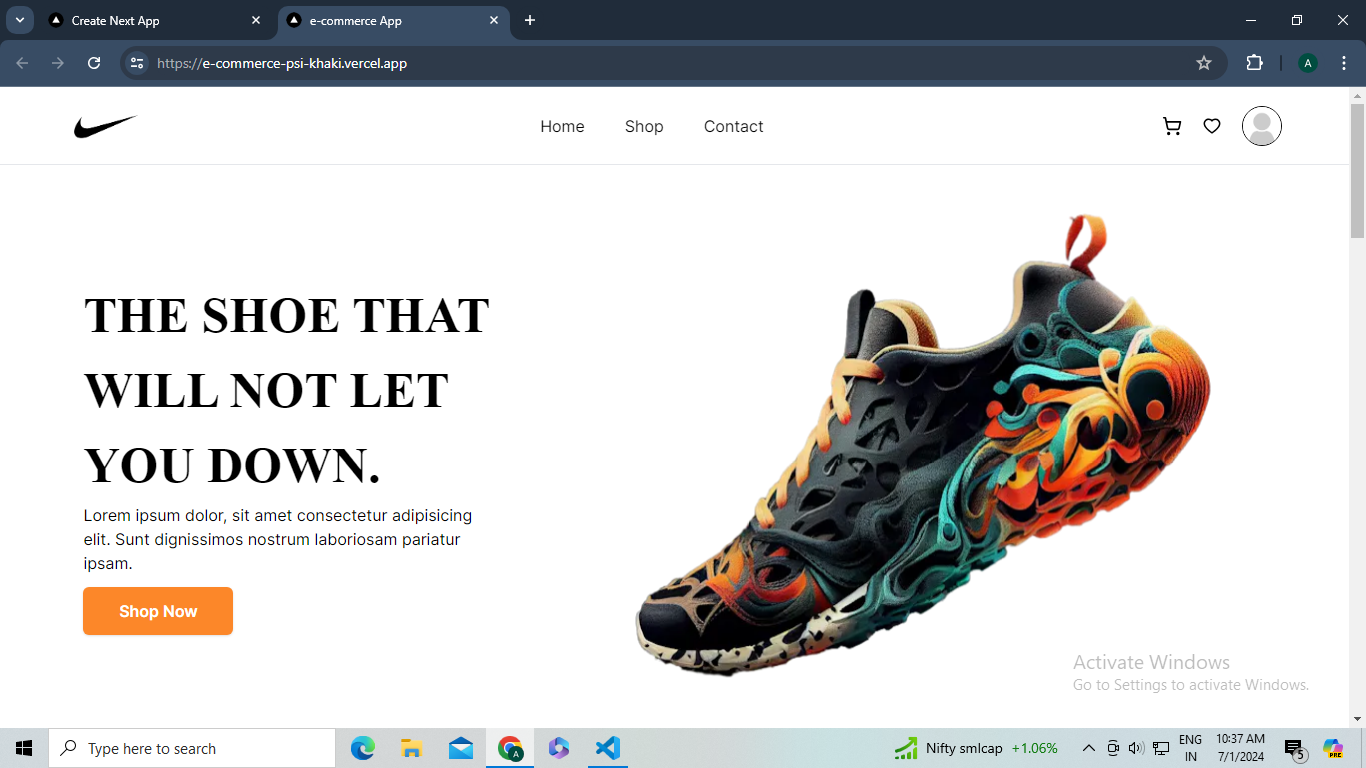 Create Next App
e-commerce App
https://e-commerce-psi-khaki.vercel.app
A
Home
Shop
Contact
THE SHOE THAT
WILL NOT LET
YOU DOWN.
Lorem ipsum dolor, sit amet consectetur adipisicing
elit. Sunt dignissimos nostrum laboriosam pariatur
ipsam.
Shop Now
Activate Windows
Go to Settings to activate Windows.
Type here to search
A
Nifty smlcap +1.06%
ENG
IN
10:37 AM
7/1/2024
5
PRE